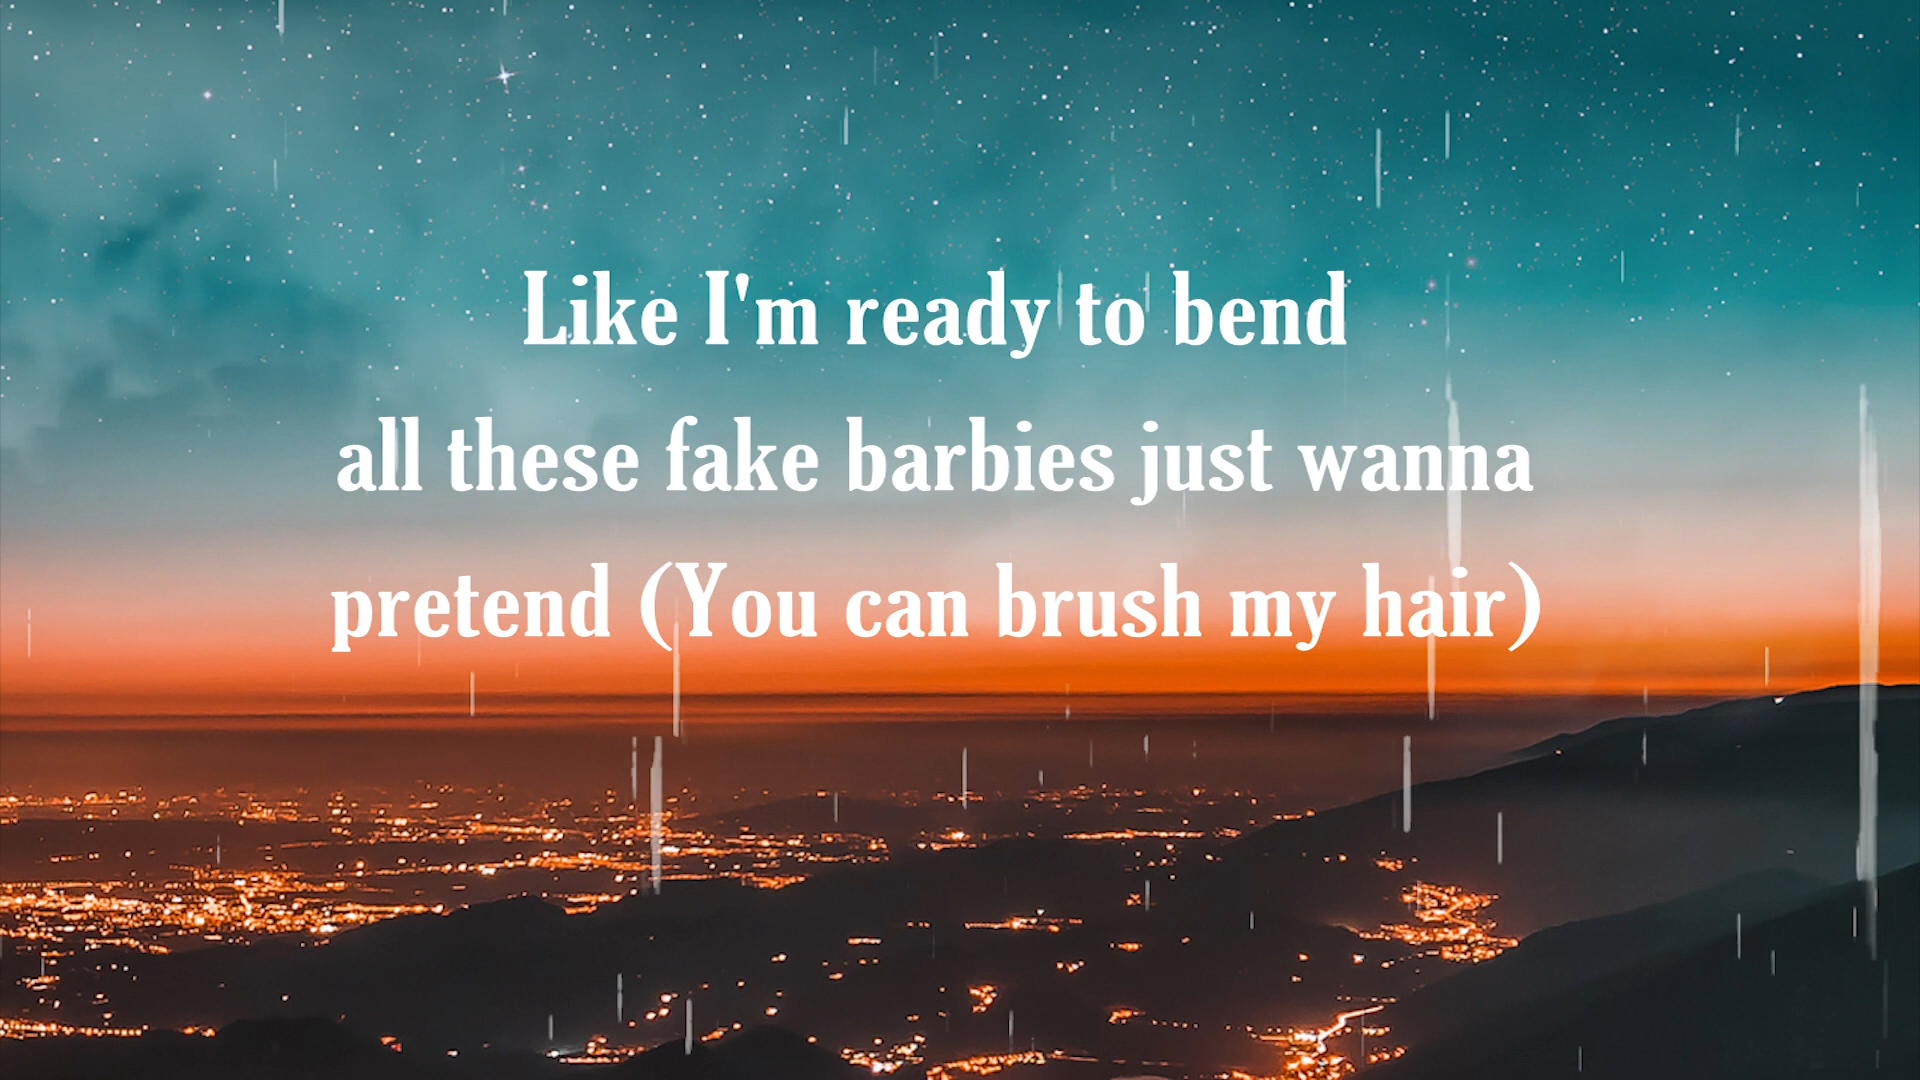 Like I'm ready to bend
all these fake barbies just wanna
pretend (You can brush my hair)